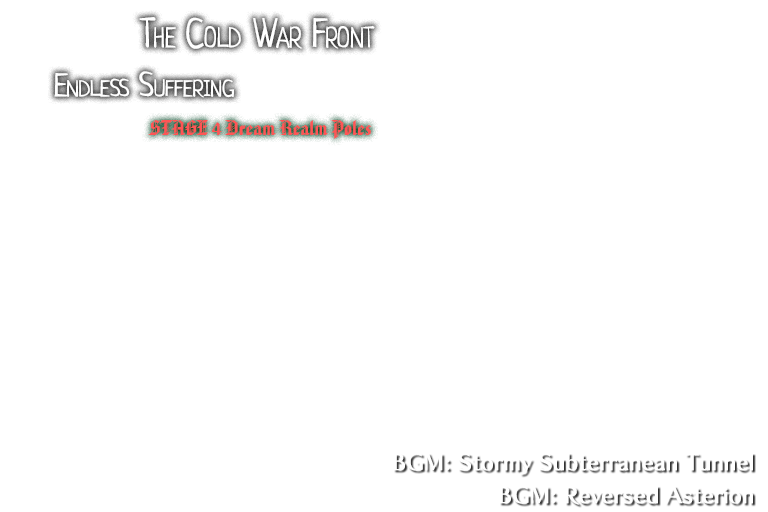 The Cold War Front
Endless Suffering
STAGE 4 Dream Realm Poles
BGM: Stormy Subterranean Tunnel
BGM: Reversed Asterion